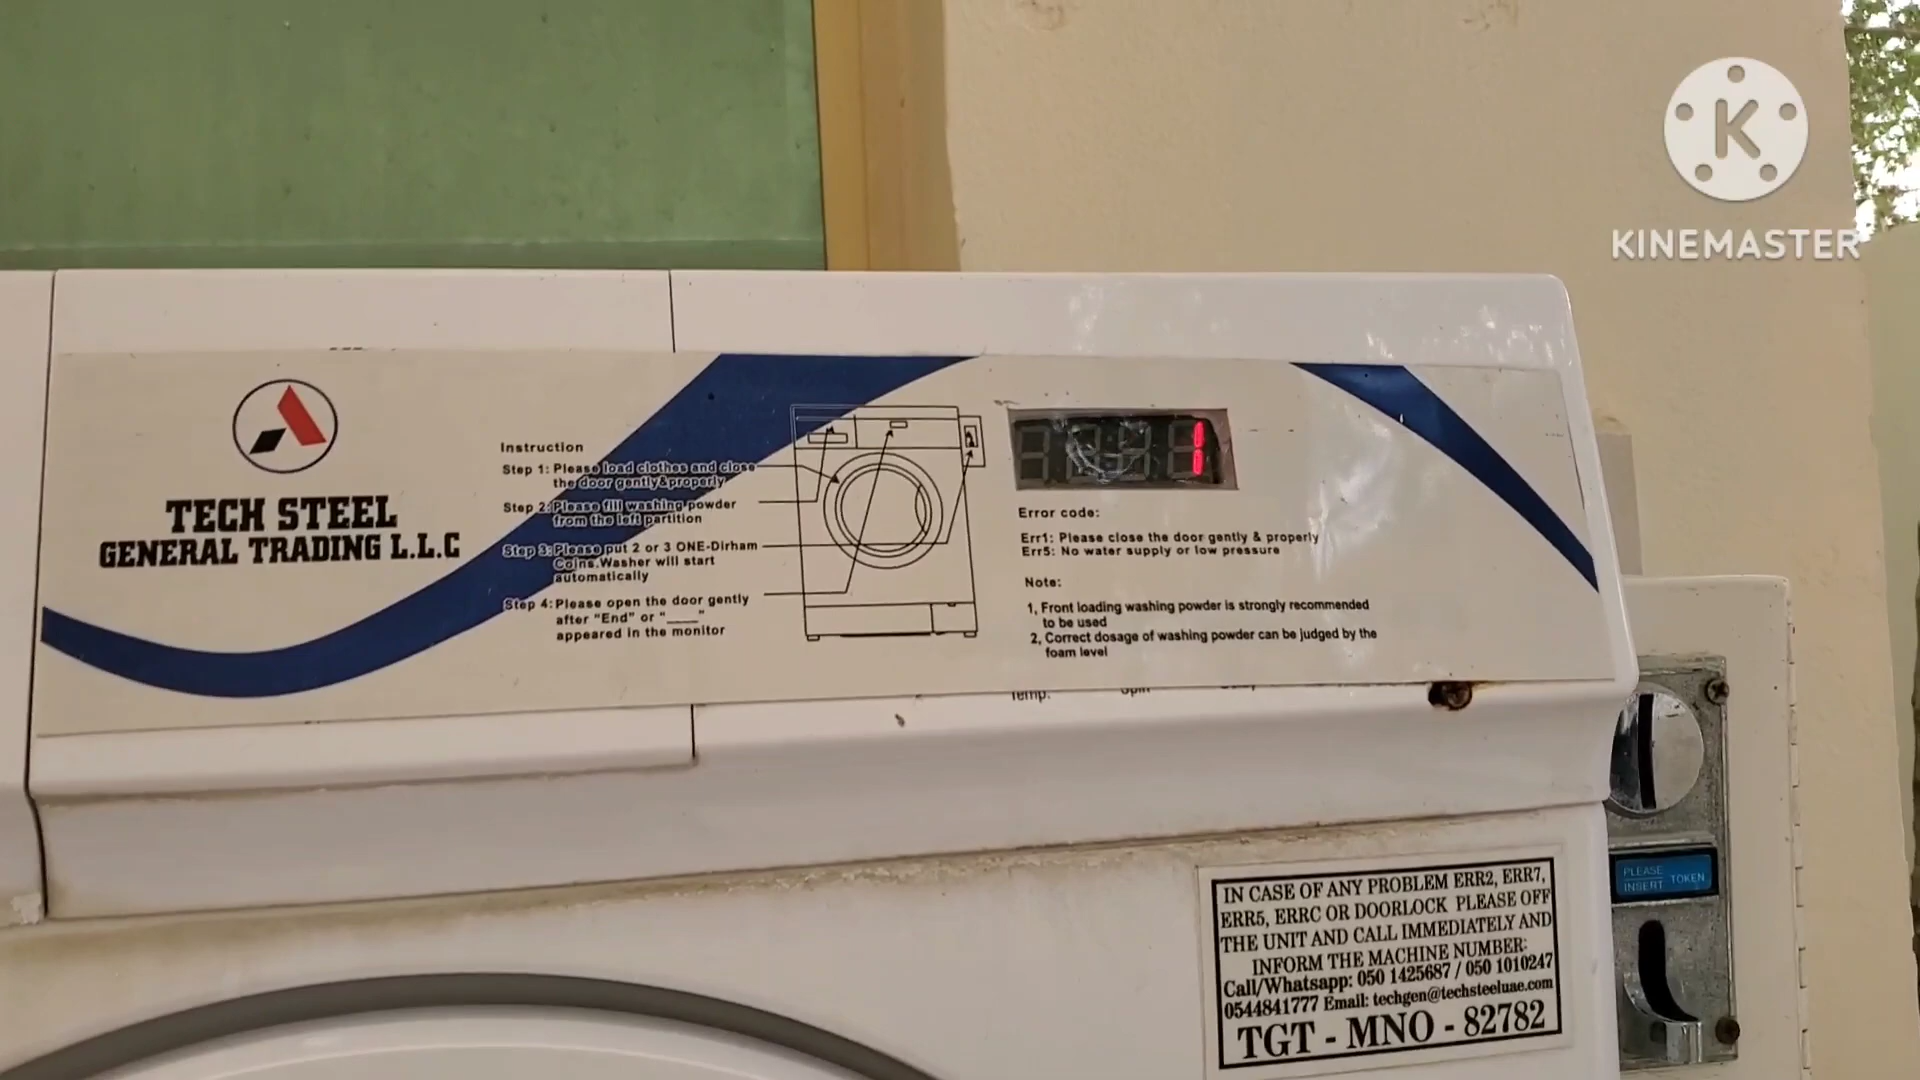 K
KINEMASTER
TECH STEEL
GENERAL TRADING L.L.C
Instruction
Step 1: Please load clothes and close
the door gently&properly
Step 2: Please fill washing powder
from the left partition
Step 3: Please put 2 or 3 ONE-Dirham
Coins.Washer will start
automatically
Step 4: Please open the door gently
after "End" or "____"
appeared in the monitor
1
Error code:
Err1: Please close the door gently & properly
Err5: No water supply or low pressure
Note:
1, Front loading washing powder is strongly recommended
to be used
2, Correct dosage of washing powder can be judged by the
foam level
Temp. Spin
PLEASE
INSERT TOKEN
IN CASE OF ANY PROBLEM ERR2, ERR7,
ERR5, ERRC OR DOORLOCK PLEASE OFF
THE UNIT AND CALL IMMEDIATELY AND
INFORM THE MACHINE NUMBER:
Call/Whatsapp: 050 1425687 / 050 1010247
0544841777 Email: techgen@techsteeluae.com
TGT - MNO - 82782